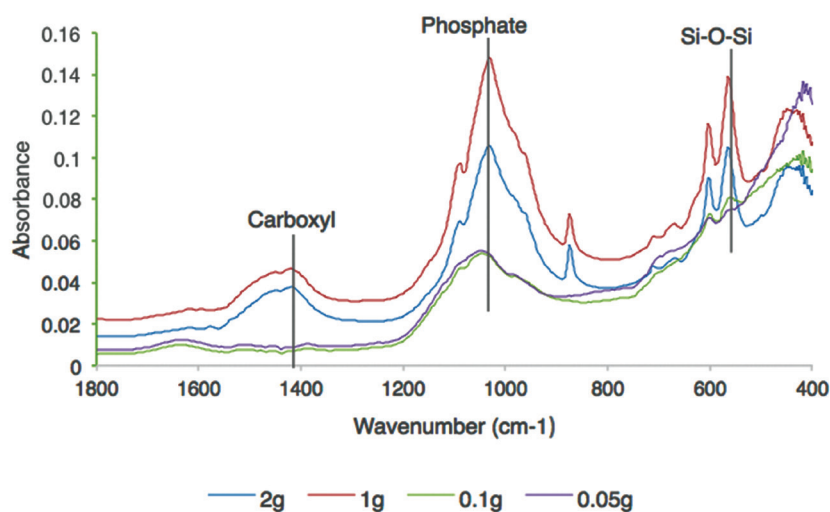 Phosphate
Si-O-Si
Carboxyl
0.16
0.14
0.12
0.1
0.08
0.06
0.04
0.02
0
Absorbance
1800 1600 1400 1200 1000 800 600 400
Wavenumber (cm-1)
2g 1g 0.1g 0.05g